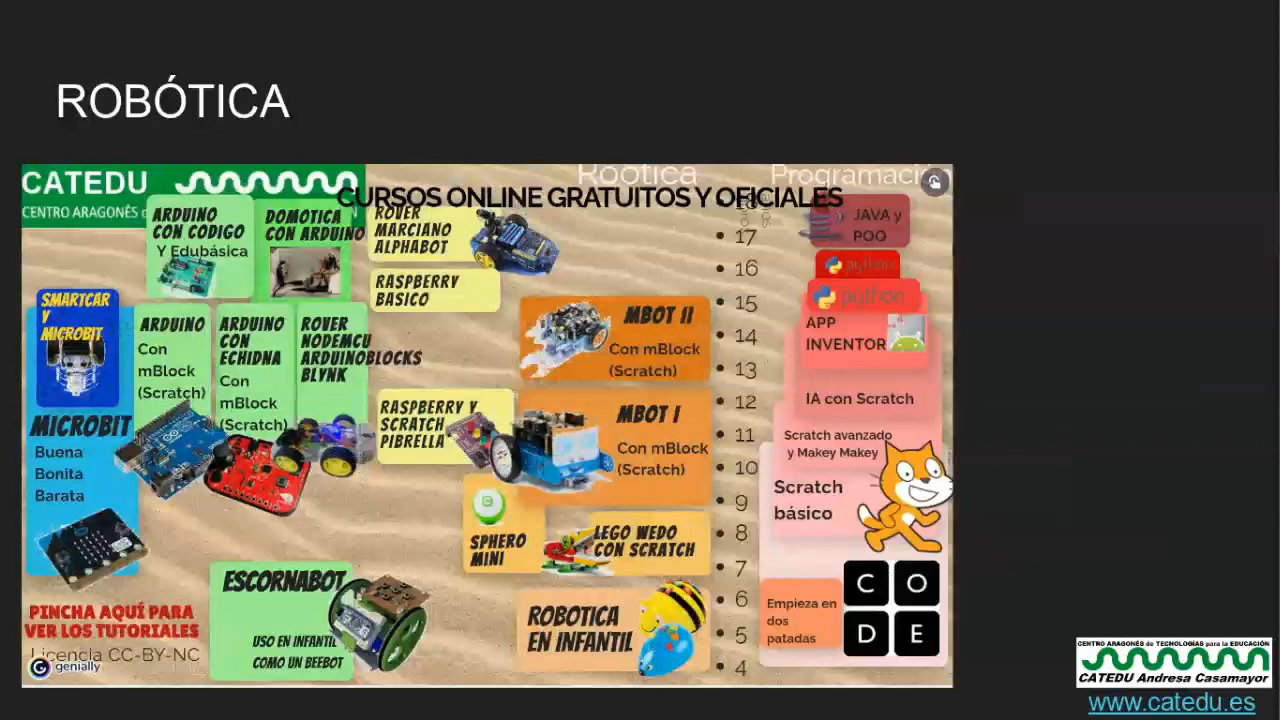 ROBÓTICA
CATEDU
CENTRO ARAGONÉS
Programaci
CURSOS ONLINE GRATUITOS Y OFICIALES
ARDUINO
CON CODIGO
Y Edubásica
DOMOTICA
CON ARDUINO
ROVER
MARCIANO
ALPHABOT
RASPBERRY
BASICO
SMARTCAR
Y
MICROBIT
ARDUINO
Con
mBlock
(Scratch)
ARDUINO
CON
ECHIDNA
Con
mBlock
(Scratch)
ROVER
NODEMCU
ARDUINOBLOCKS
BLYNK
MICROBIT
Buena
Bonita
Barata
RASPBERRY Y
SCRATCH
PIBRELLA
MBOT II
Con mBlock
(Scratch)
MBOT I
Con mBlock
(Scratch)
SPHERO
MINI
LEGO WEDO
CON SCRATCH
ESCORNABOT
USO EN INFANTIL
COMO UN BEEBOT
ROBOTICA
EN INFANTIL
PINCHA AQUÍ PARA
VER LOS TUTORIALES
Licencia CC-BY-NC
genially
17
16
15
14
13
12
11
10
9
8
7
6
5
4
JAVA y
POO
python
python
APP
INVENTOR
IA con Scratch
Scratch avanzado
y Makey Makey
Scratch
básico
Empieza en
dos
patadas
C O
D E
CENTRO ARAGONÉS de TECNOLOGÍAS para la EDUCACIÓN
CATEDU Andresa Casamayor
www.catedu.es